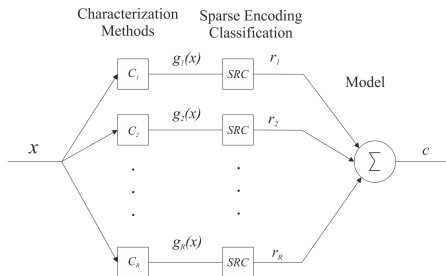 Characterization
Methods
Sparse Encoding
Classification
Model
x
C1
g1(x)
SRC
r1
C2
g2(x)
SRC
r2
Σ
c
CR
gR(x)
SRC
rR